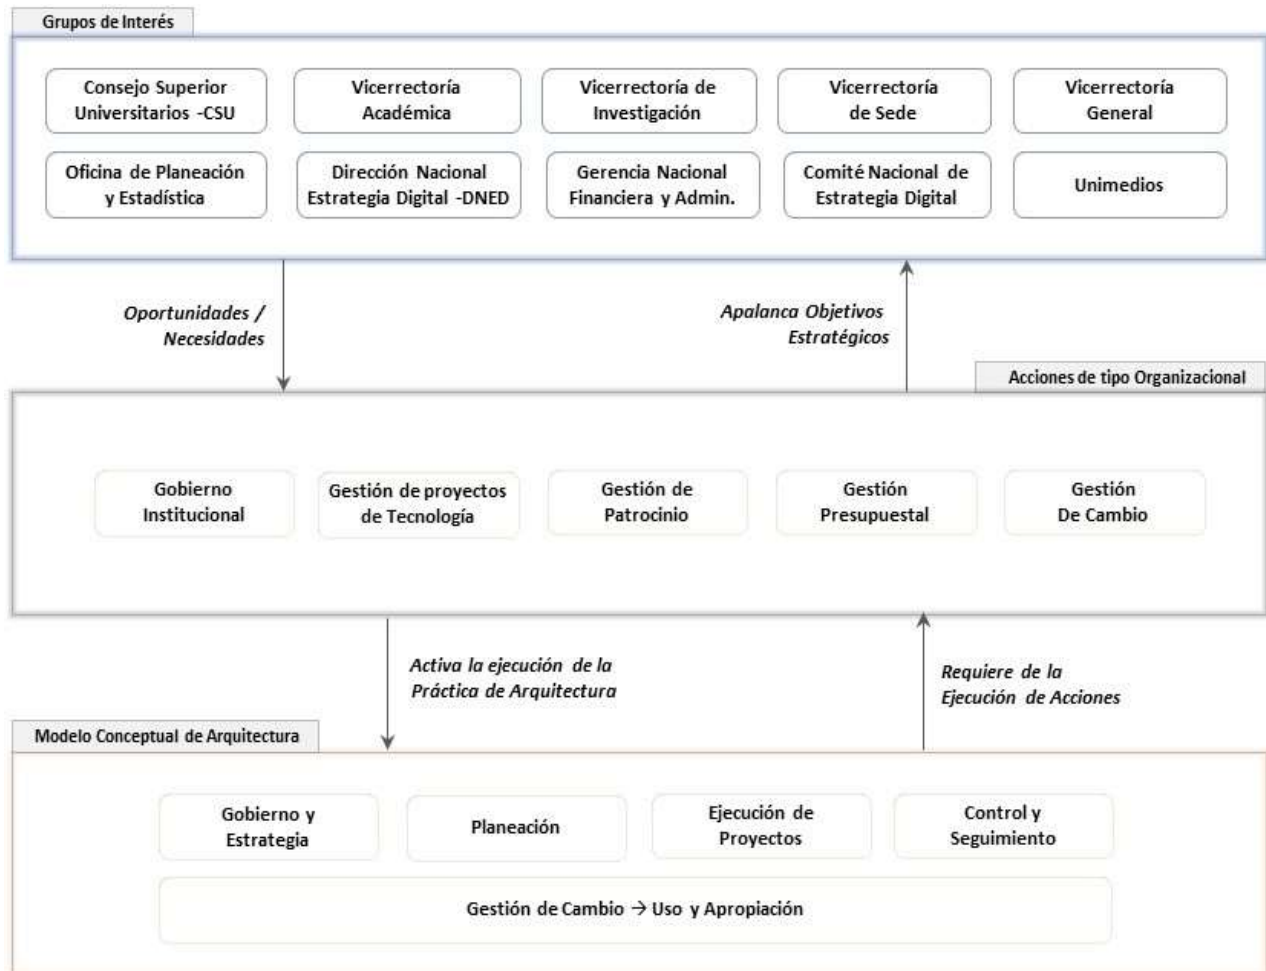 Grupos de Interés
Consejo Superior
Universitarios -CSU
Vicerrectoría
Académica
Vicerrectoría de
Investigación
Vicerrectoría
de Sede
Vicerrectoría
General
Oficina de Planeación
y Estadística
Dirección Nacional
Estrategia Digital -DNED
Gerencia Nacional
Financiera y Admin.
Comité Nacional de
Estrategia Digital
Unimedios
Oportunidades /
Necesidades
Apalanca Objetivos
Estratégicos
Acciones de tipo Organizacional
Gobierno
Institucional
Gestión de proyectos
de Tecnología
Gestión de
Patrocinio
Gestión
Presupuestal
Gestión
De Cambio
Activa la ejecución de la
Práctica de Arquitectura
Requiere de la
Ejecución de Acciones
Modelo Conceptual de Arquitectura
Gobierno y
Estrategia
Planeación
Ejecución de
Proyectos
Control y
Seguimiento
Gestión de Cambio → Uso y Apropiación